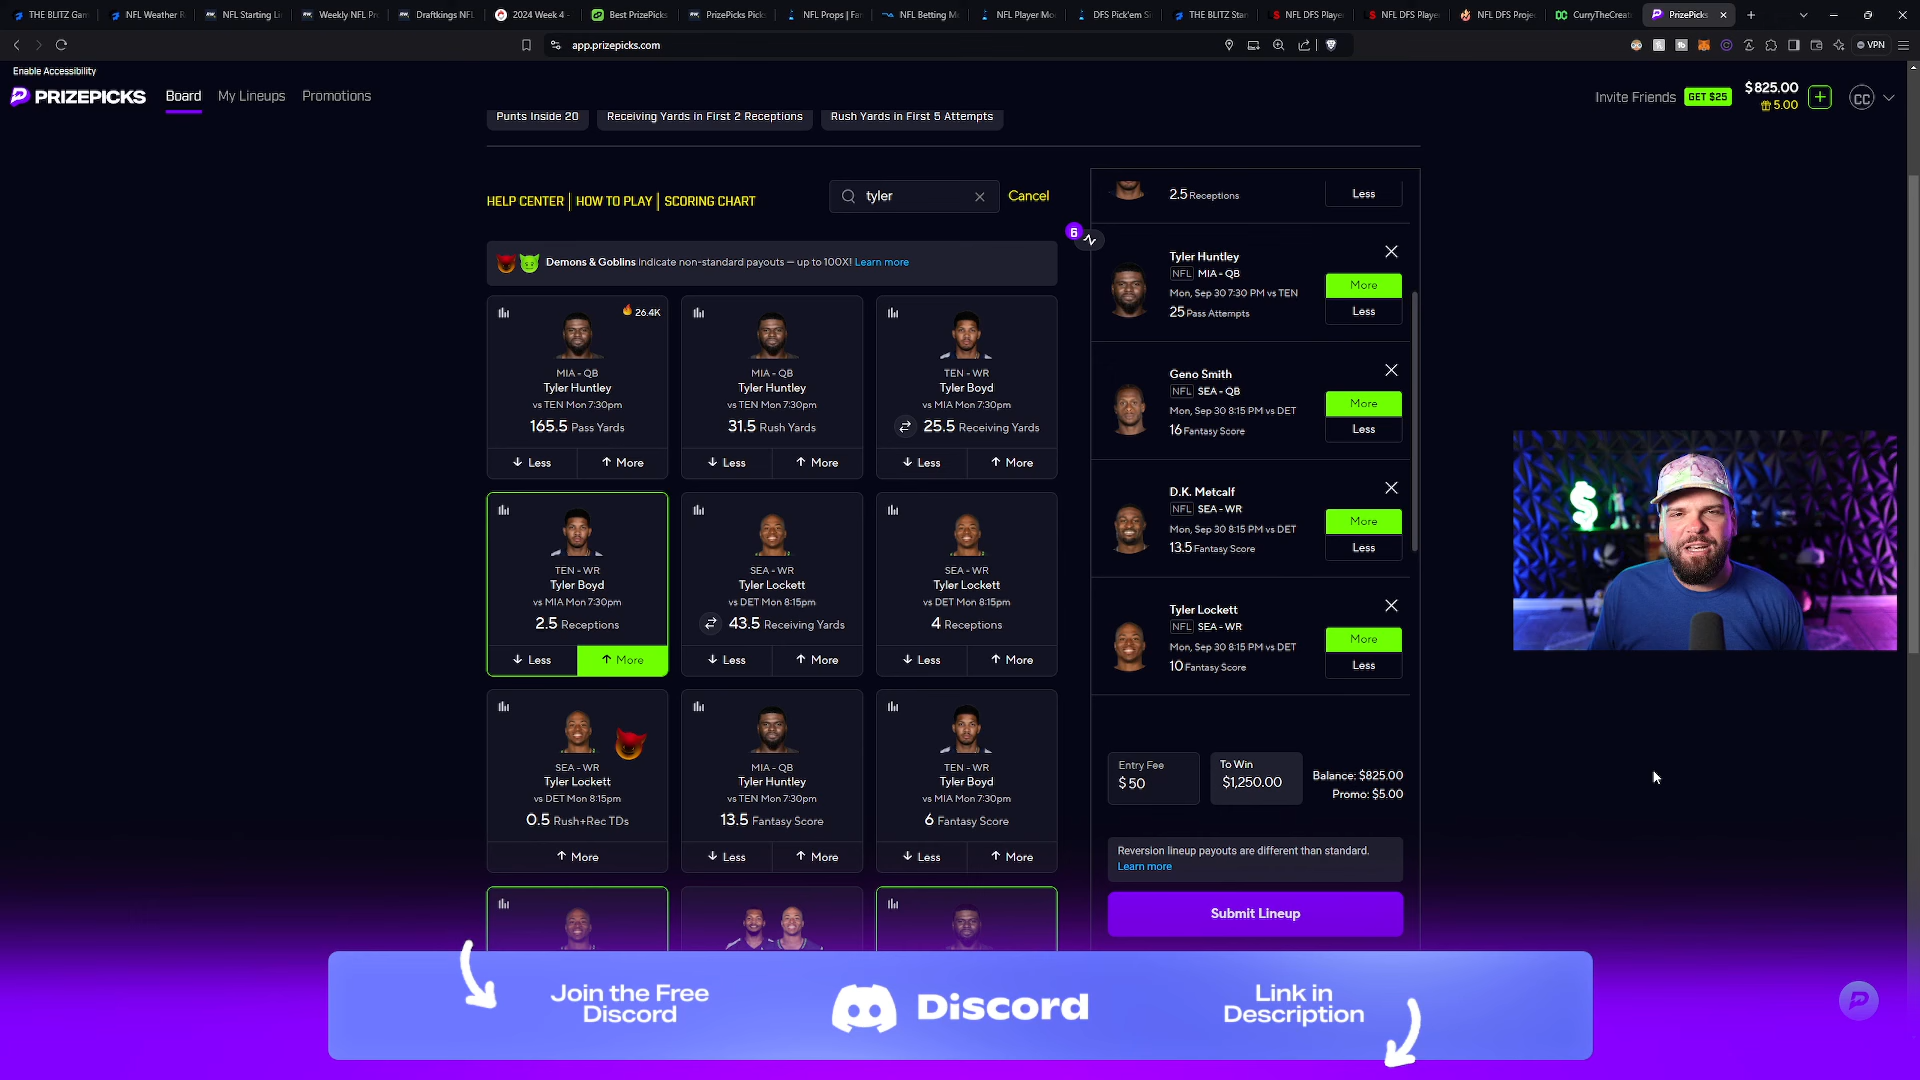 THE BLITZ Gam
NFL Weather R
NFL Starting Li
Weekly NFL Pr
Draftkings NFL
2024 Week 4 -
Best PrizePicks
PrizePicks Picks
NFL Props | Fan
NFL Betting Mo
NFL Player Mo
DFS Pick'em Si
THE BLITZ Star
NFL DFS Player
NFL DFS Player
NFL DFS Projec
CurryTheCreat
PrizePicks
app.prizepicks.com
VPN
Enable Accessibility
PRIZEPICKS
Board
My Lineups
Promotions
Invite Friends
GET $25
$825.00
5.00
CC
Punts Inside 20
Receiving Yards in First 2 Receptions
Rush Yards in First 5 Attempts
HELP CENTER | HOW TO PLAY | SCORING CHART
tyler
Cancel
Demons & Goblins indicate non-standard payouts — up to 100X! Learn more
26.4K
MIA - QB
Tyler Huntley
vs TEN Mon 7:30pm
165.5 Pass Yards
Less
More
MIA - QB
Tyler Huntley
vs TEN Mon 7:30pm
31.5 Rush Yards
Less
More
TEN - WR
Tyler Boyd
vs MIA Mon 7:30pm
25.5 Receiving Yards
Less
More
TEN - WR
Tyler Boyd
vs MIA Mon 7:30pm
2.5 Receptions
Less
More
SEA - WR
Tyler Lockett
vs DET Mon 8:15pm
43.5 Receiving Yards
Less
More
SEA - WR
Tyler Lockett
vs DET Mon 8:15pm
4 Receptions
Less
More
SEA - WR
Tyler Lockett
vs DET Mon 8:15pm
0.5 Rush+Rec TDs
More
MIA - QB
Tyler Huntley
vs TEN Mon 7:30pm
13.5 Fantasy Score
Less
More
TEN - WR
Tyler Boyd
vs MIA Mon 7:30pm
6 Fantasy Score
Less
More
6
2.5 Receptions
Less
Tyler Huntley
NFL MIA - QB
Mon, Sep 30 7:30 PM vs TEN
25 Pass Attempts
More
Less
Geno Smith
NFL SEA - QB
Mon, Sep 30 8:15 PM vs DET
16 Fantasy Score
More
Less
D.K. Metcalf
NFL SEA - WR
Mon, Sep 30 8:15 PM vs DET
13.5 Fantasy Score
More
Less
Tyler Lockett
NFL SEA - WR
Mon, Sep 30 8:15 PM vs DET
10 Fantasy Score
More
Less
Entry Fee
$50
To Win
$1,250.00
Balance: $825.00
Promo: $5.00
Reversion lineup payouts are different than standard.
Learn more
Submit Lineup
Join the Free
Discord
Discord
Link in
Description